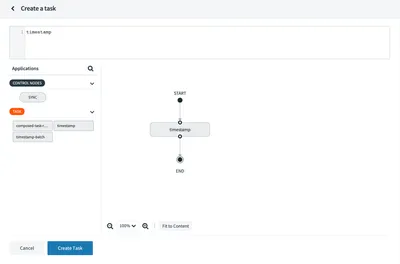 Create a task
1 timestamp
Applications
CONTROL NODES
SYNC
TASK
composed-task-r...
timestamp
timestamp-batch
START
timestamp
END
100%
Fit to Content
Cancel
Create Task